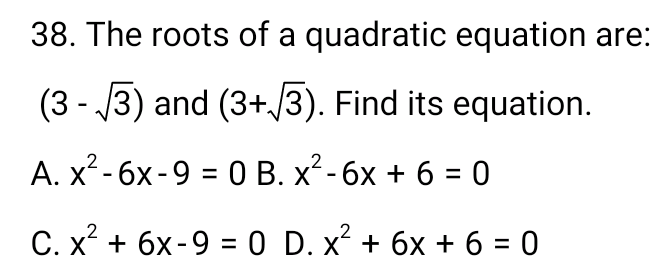 38. The roots of a quadratic equation are:
(3 - √3) and (3+√3). Find its equation.
A. x² - 6x - 9 = 0 B. x² - 6x + 6 = 0
C. x² + 6x - 9 = 0 D. x² + 6x + 6 = 0